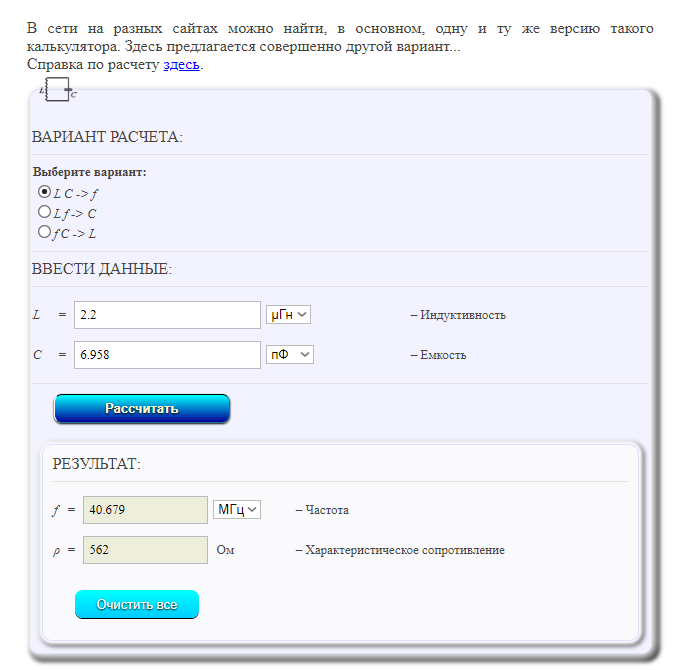 В сети на разных сайтах можно найти, в основном, одну и ту же версию такого
калькулятора. Здесь предлагается совершенно другой вариант...
Справка по расчету здесь.
L C
ВАРИАНТ РАСЧЕТА:
Выберите вариант:
L C -> f
L f -> C
f C -> L
ВВЕСТИ ДАННЫЕ:
L = 2.2 µГн – Индуктивность
C = 6.958 пФ – Емкость
Рассчитать
РЕЗУЛЬТАТ:
f = 40.679 МГц – Частота
ρ = 562 Ом – Характеристическое сопротивление
Очистить все